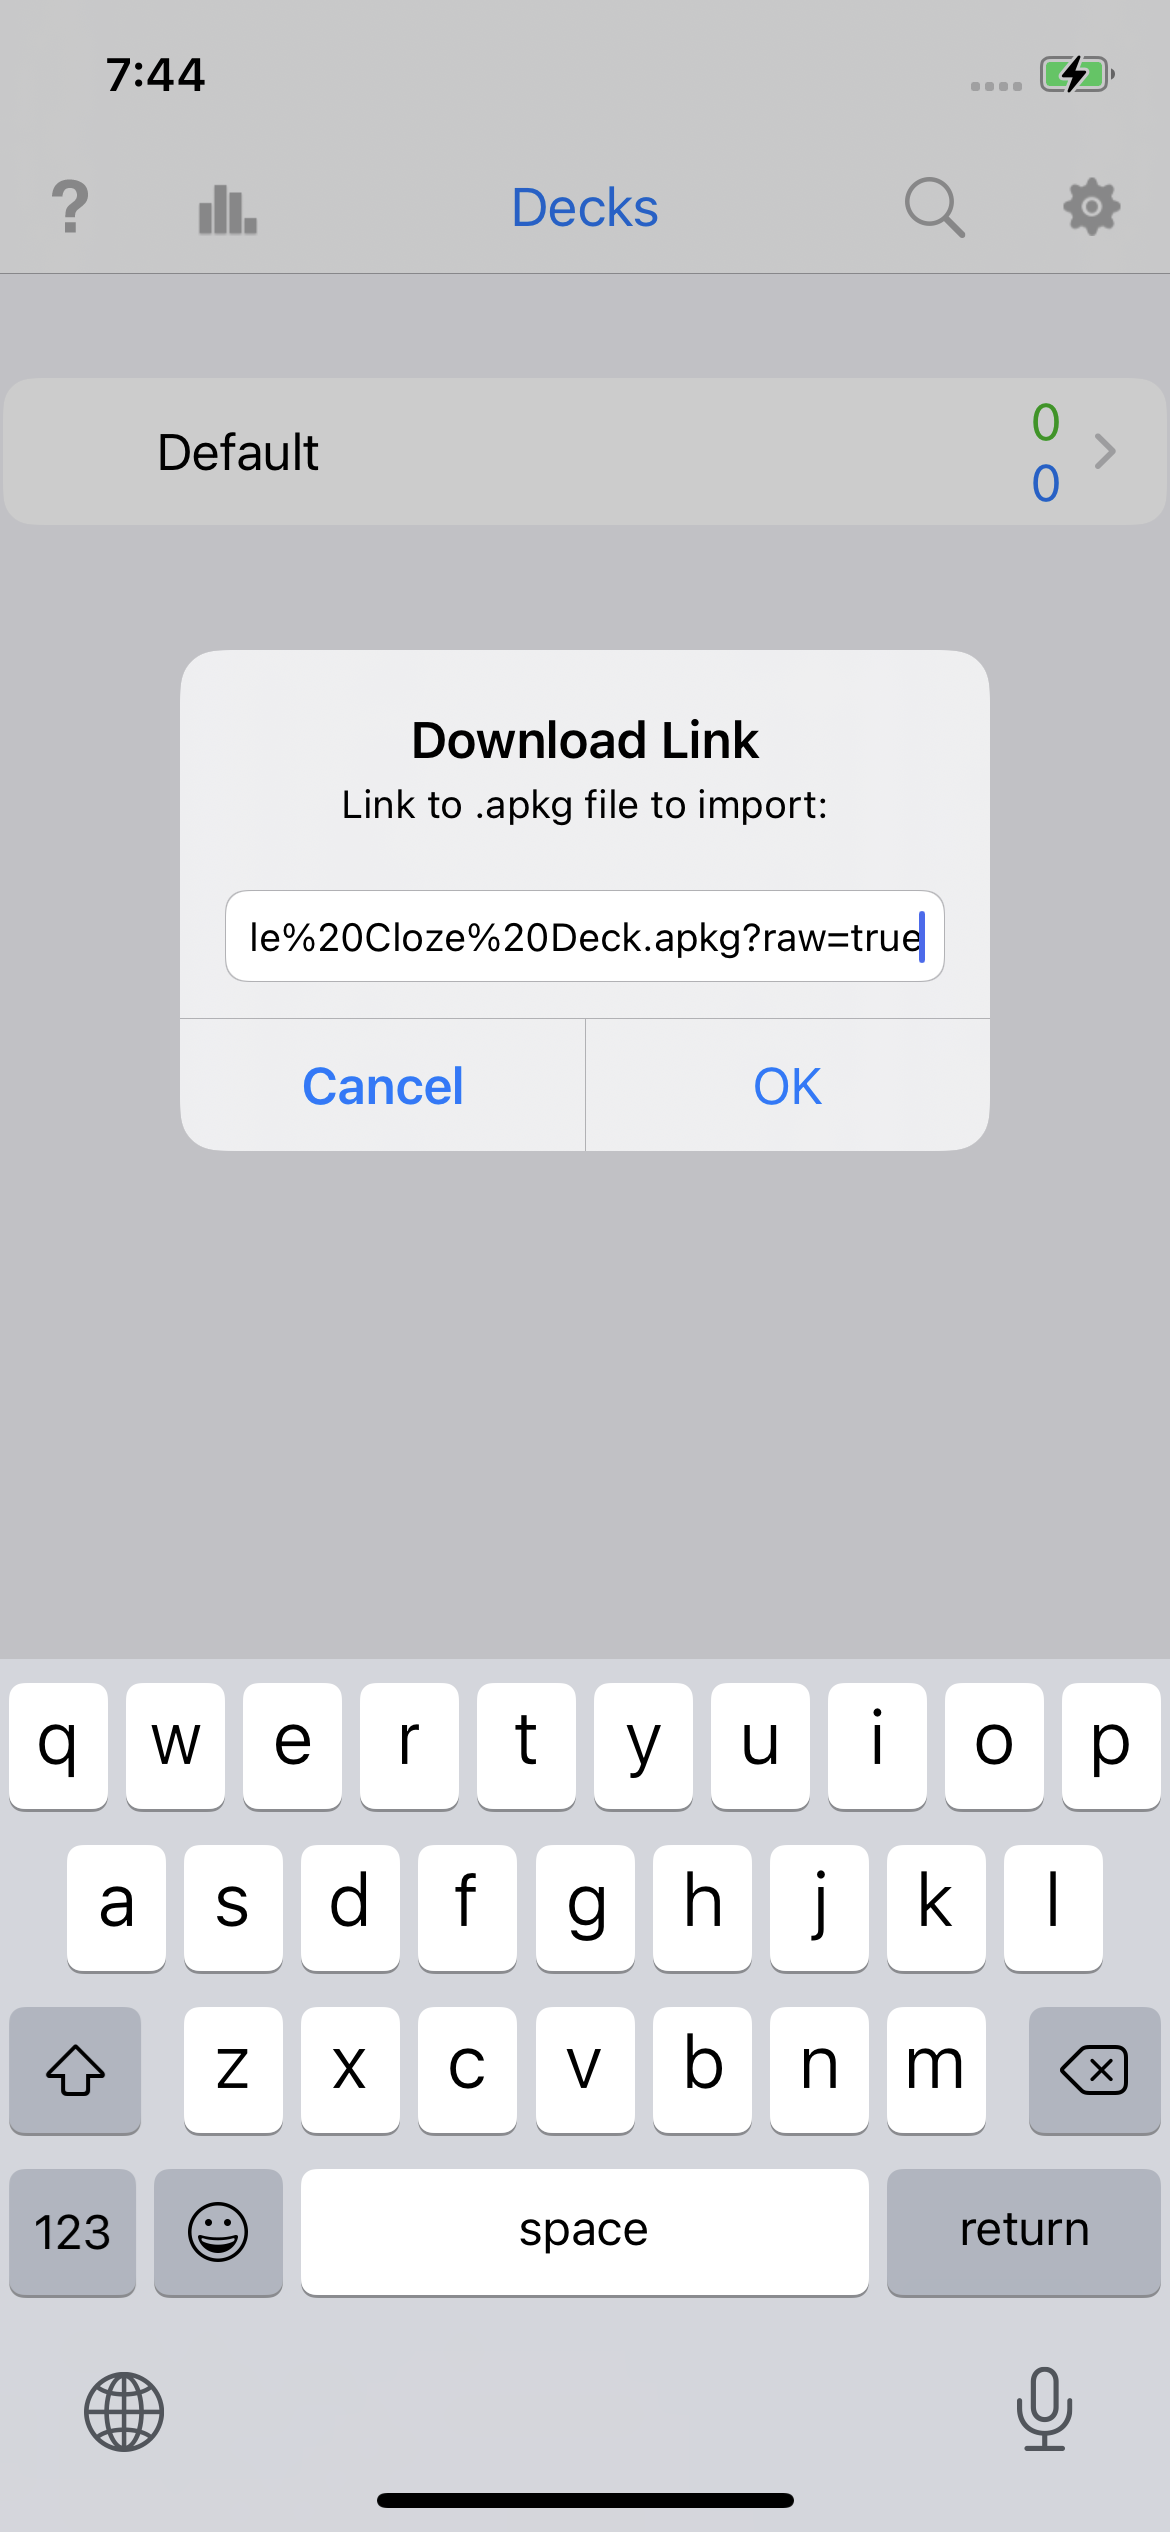 7:44
? Decks
Default
0
0
Download Link
Link to .apkg file to import:
le%20Cloze%20Deck.apkg?raw=true
Cancel OK
q w e r t y u i o p
a s d f g h j k l
z x c v b n m
123 space return